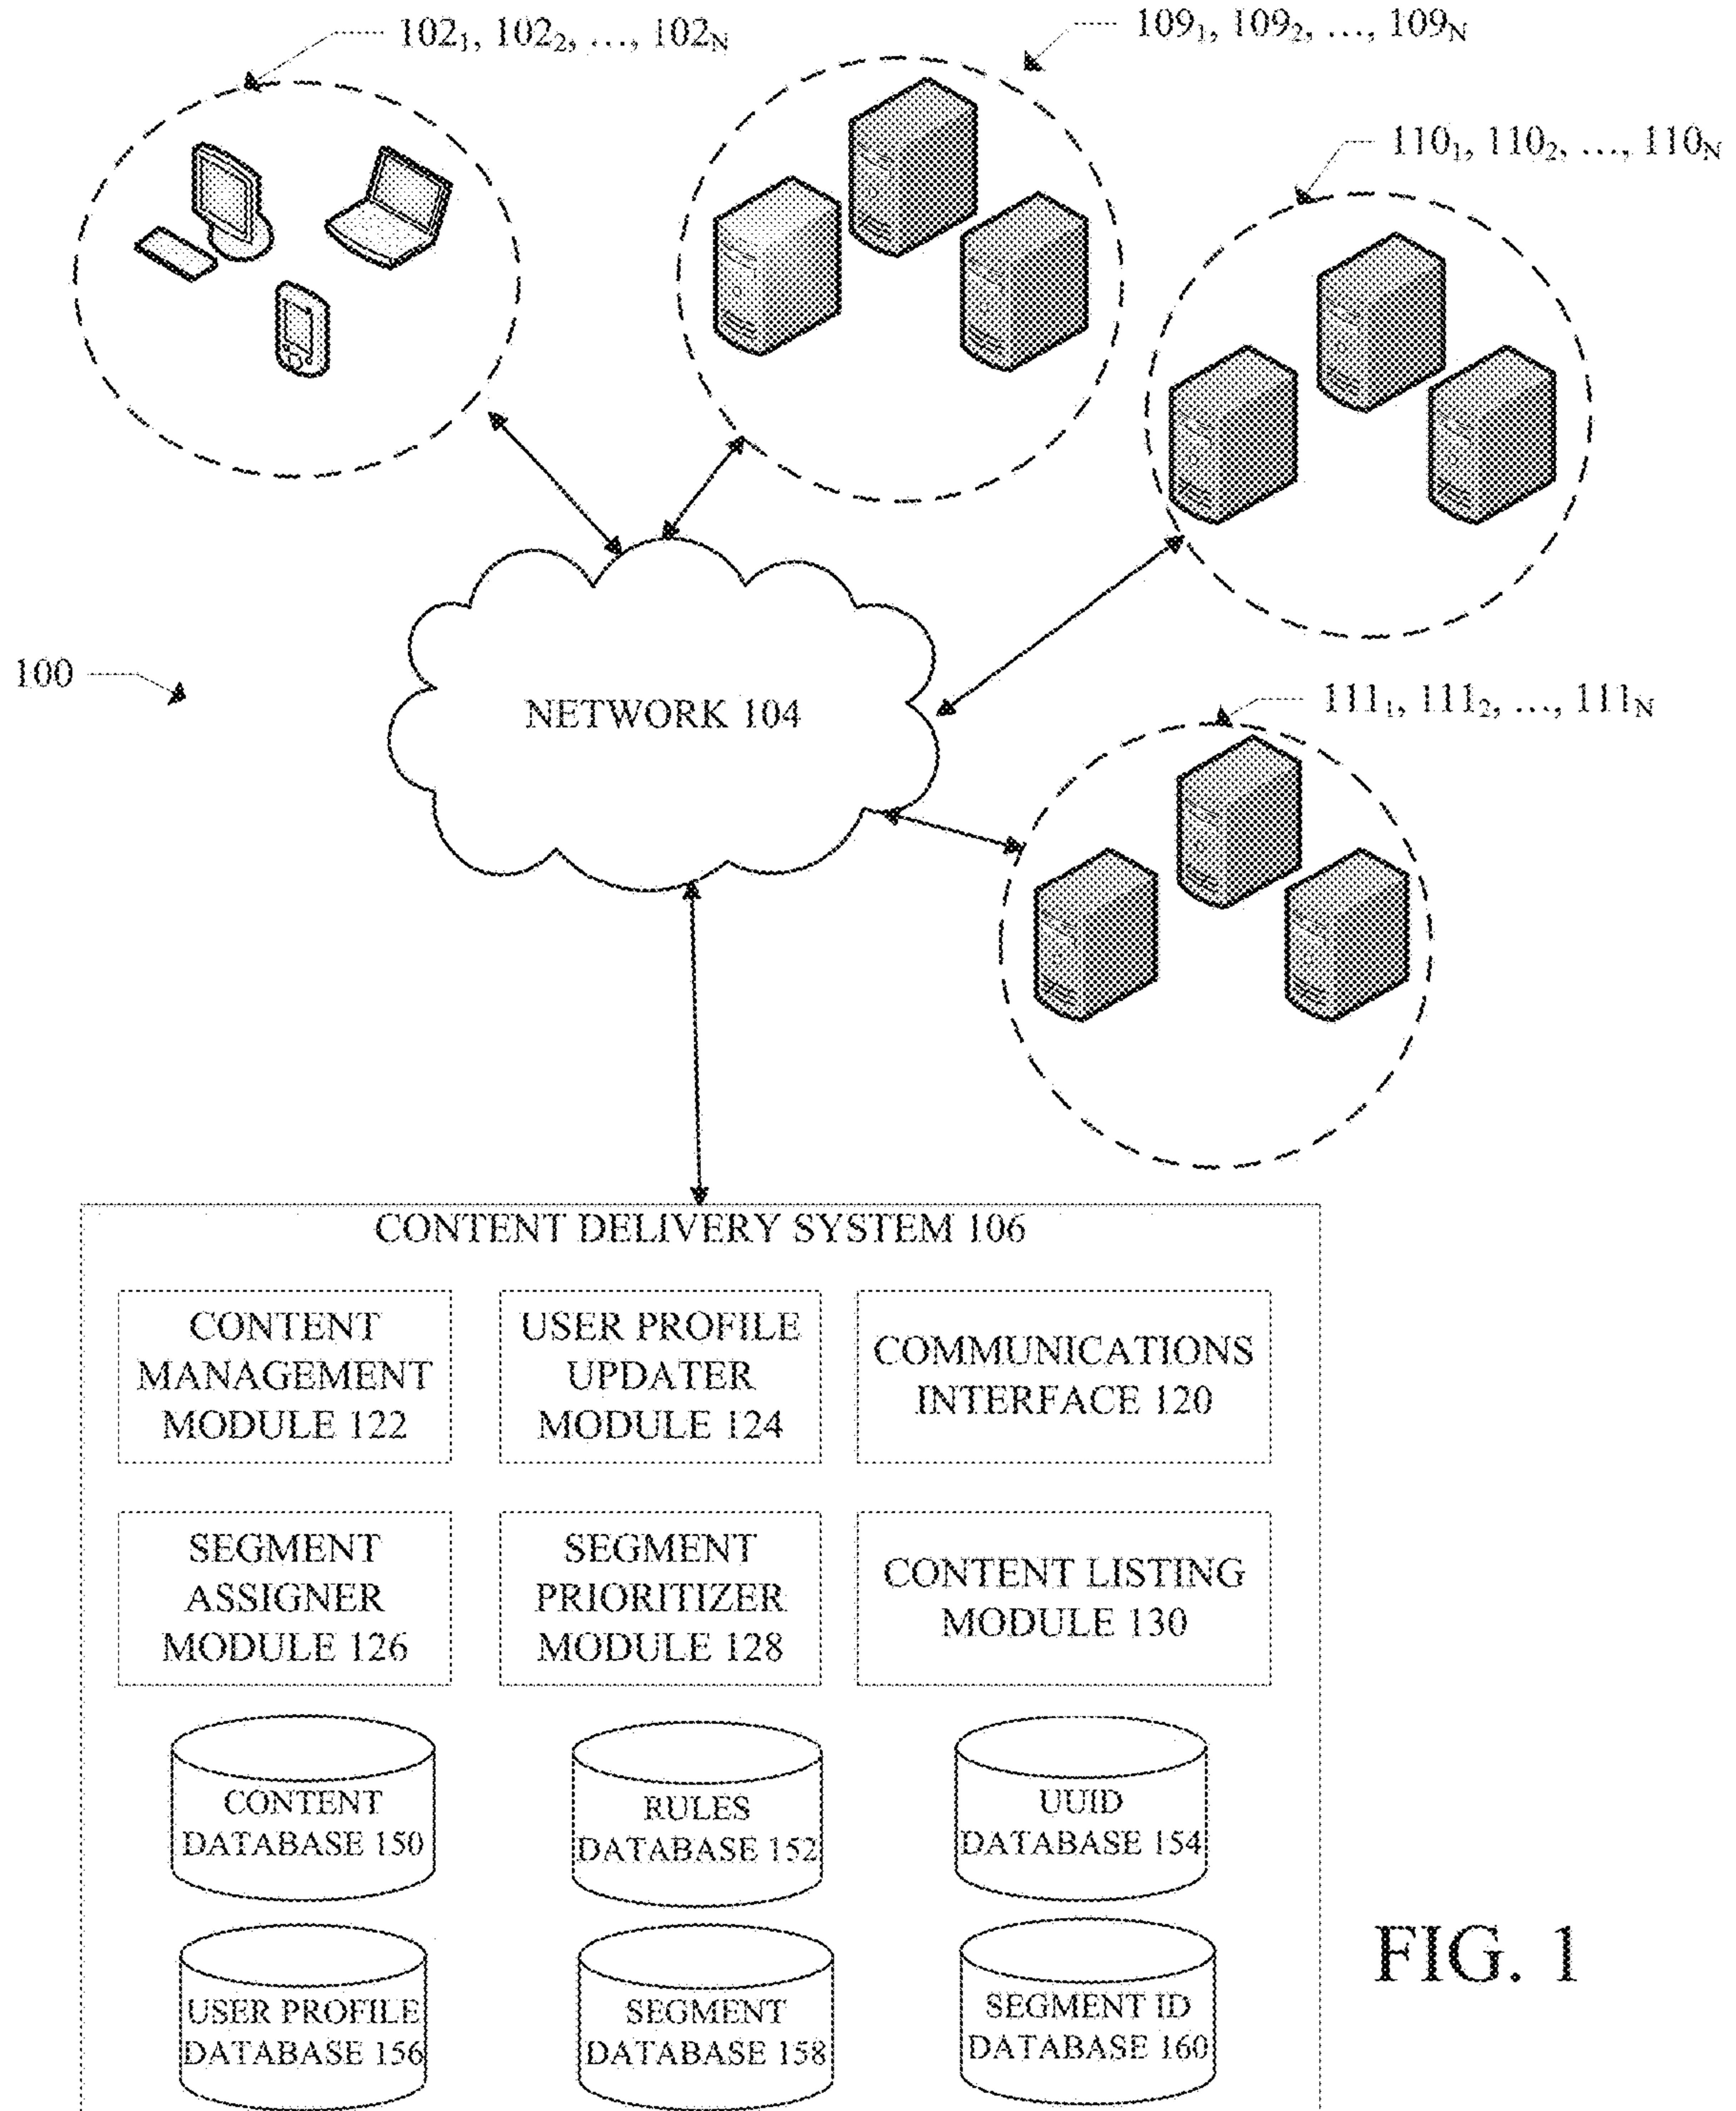 102₁, 102₂, ..., 102ₙ
109₁, 109₂, ..., 109ₙ
110₁, 110₂, ..., 110ₙ
100
NETWORK 104
111₁, 111₂, ..., 111ₙ
CONTENT DELIVERY SYSTEM 106
CONTENT
MANAGEMENT
MODULE 122
USER PROFILE
UPDATER
MODULE 124
COMMUNICATIONS
INTERFACE 120
SEGMENT
ASSIGNER
MODULE 126
SEGMENT
PRIORITIZER
MODULE 128
CONTENT LISTING
MODULE 130
CONTENT
DATABASE 150
RULES
DATABASE 152
UUID
DATABASE 154
USER PROFILE
DATABASE 156
SEGMENT
DATABASE 158
SEGMENT ID
DATABASE 160
FIG. 1